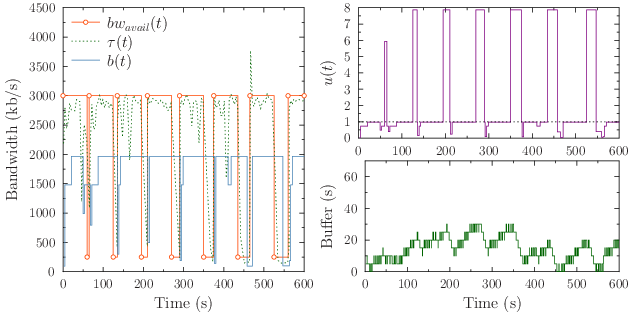 4500
4000
3500
3000
2500
2000
1500
1000
500
0
Bandwidth (kb/s)
bw_avail(t)
τ(t)
b(t)
0 100 200 300 400 500 600
Time (s)
8
7
6
5
4
3
2
1
0
u(t)
0 100 200 300 400 500 600
60
40
20
0
Buffer (s)
0 100 200 300 400 500 600
Time (s)